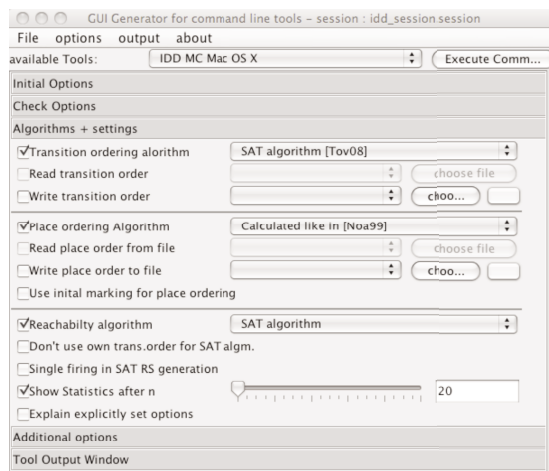 GUI Generator for command line tools – session : idd_session session
File options output about
available Tools: IDD MC Mac OS X Execute Comm...
Initial Options
Check Options
Algorithms + settings
Transition ordering alorithm SAT algorithm [Tov08]
Read transition order choose file
Write transition order choo...
Place ordering Algorithm Calculated like in [Noa99]
Read place order from file choose file
Write place order to file choo...
Use inital marking for place ordering
Reachabilty algorithm SAT algorithm
Don't use own trans.order for SAT algm.
Single firing in SAT RS generation
Show Statistics after n 20
Explain explicitly set options
Additional options
Tool Output Window